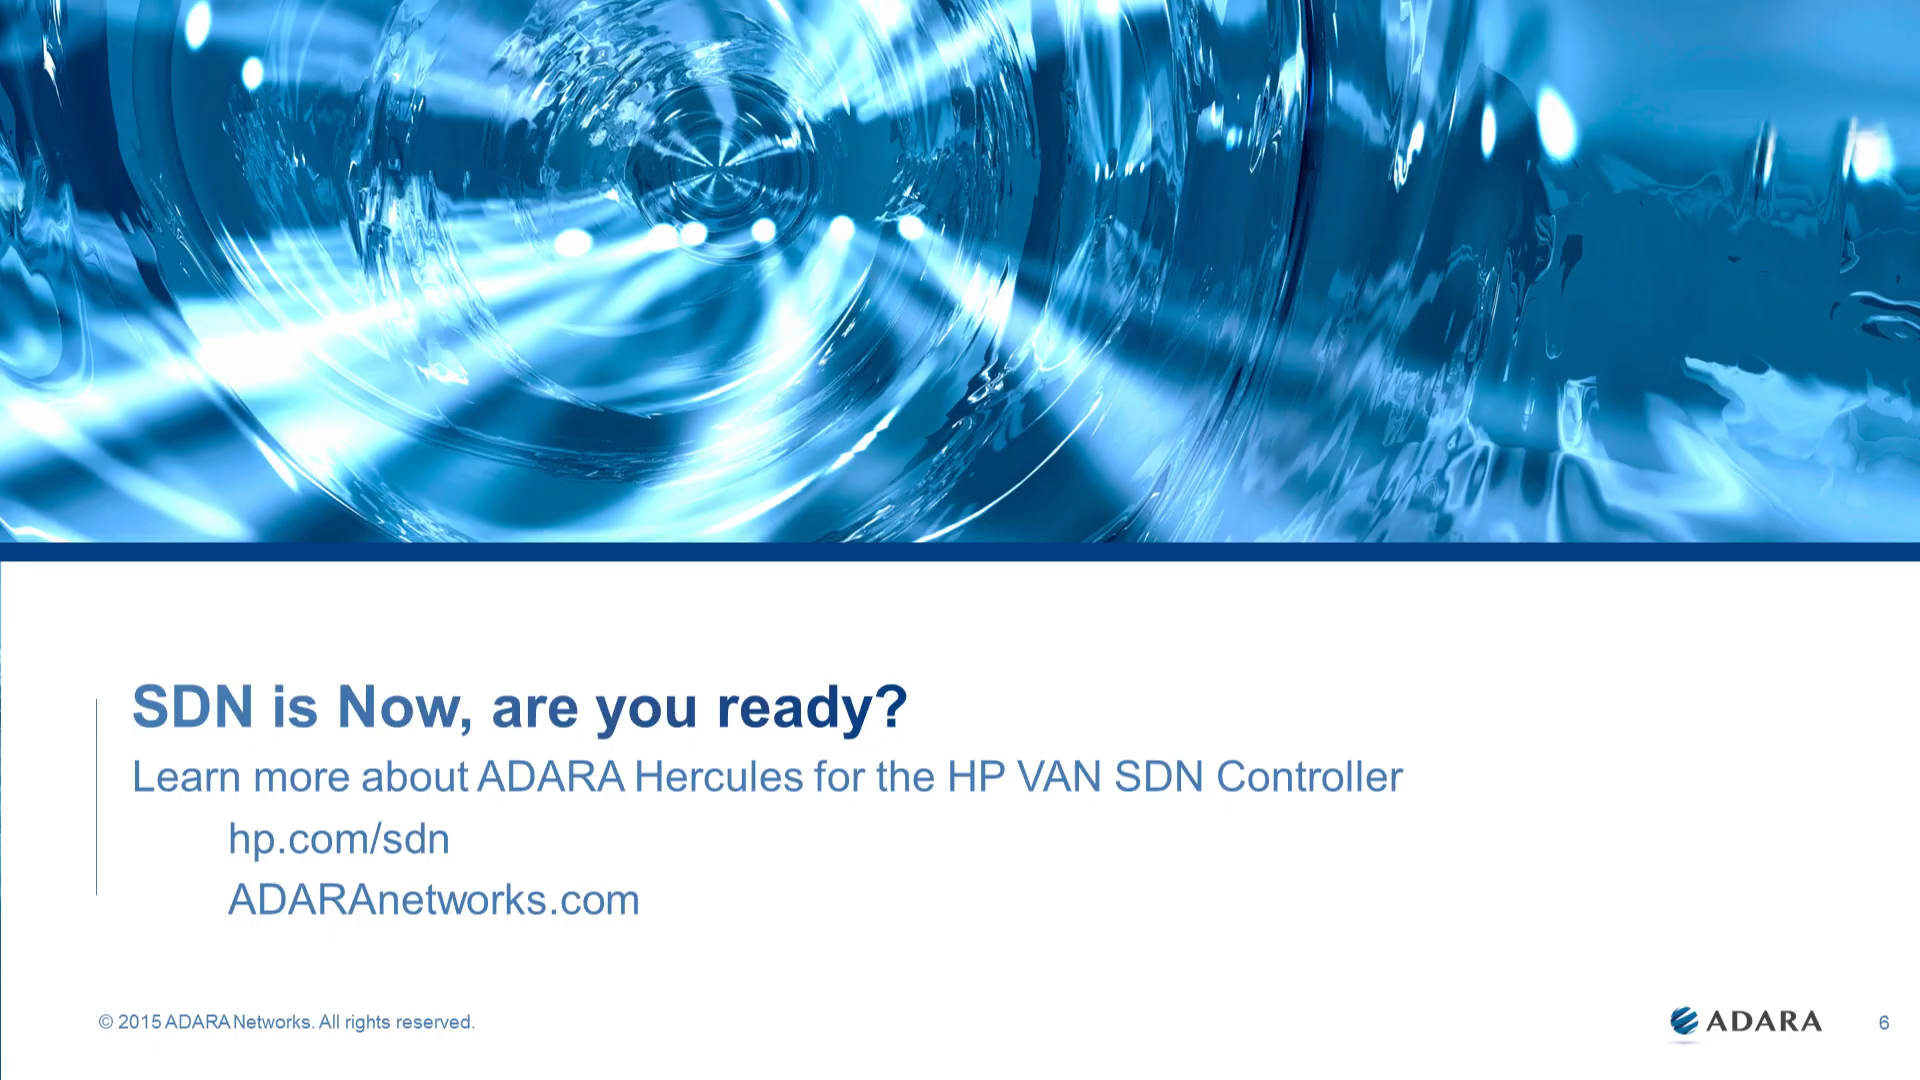 SDN is Now, are you ready?
Learn more about ADARA Hercules for the HP VAN SDN Controller
hp.com/sdn
ADARAnetworks.com
© 2015 ADARA Networks. All rights reserved.
ADARA
6